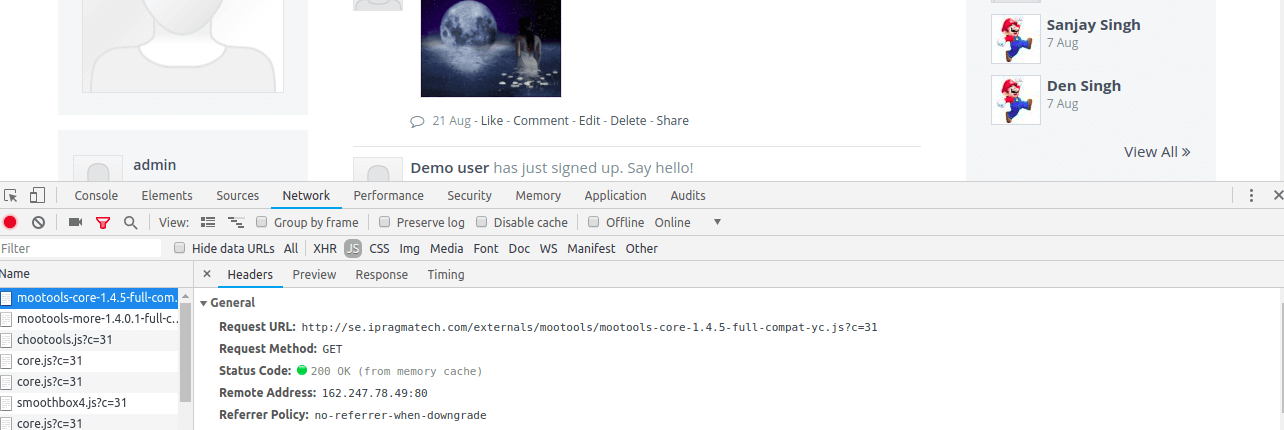 Sanjay Singh
7 Aug
Den Singh
7 Aug
View All »
21 Aug - Like - Comment - Edit - Delete - Share
admin
Demo user has just signed up. Say hello!
Console Elements Sources Network Performance Security Memory Application Audits
View: Group by frame Preserve log Disable cache Offline Online
Filter Hide data URLs All XHR JS CSS Img Media Font Doc WS Manifest Other
Name × Headers Preview Response Timing
mootools-core-1.4.5-full-com...
mootools-more-1.4.0.1-full-c...
chootools.js?c=31
core.js?c=31
core.js?c=31
smoothbox4.js?c=31
core.js?c=31
General
Request URL: http://se.ipragmatech.com/externals/mootools/mootools-core-1.4.5-full-compat-yc.js?c=31
Request Method: GET
Status Code: 200 OK (from memory cache)
Remote Address: 162.247.78.49:80
Referrer Policy: no-referrer-when-downgrade